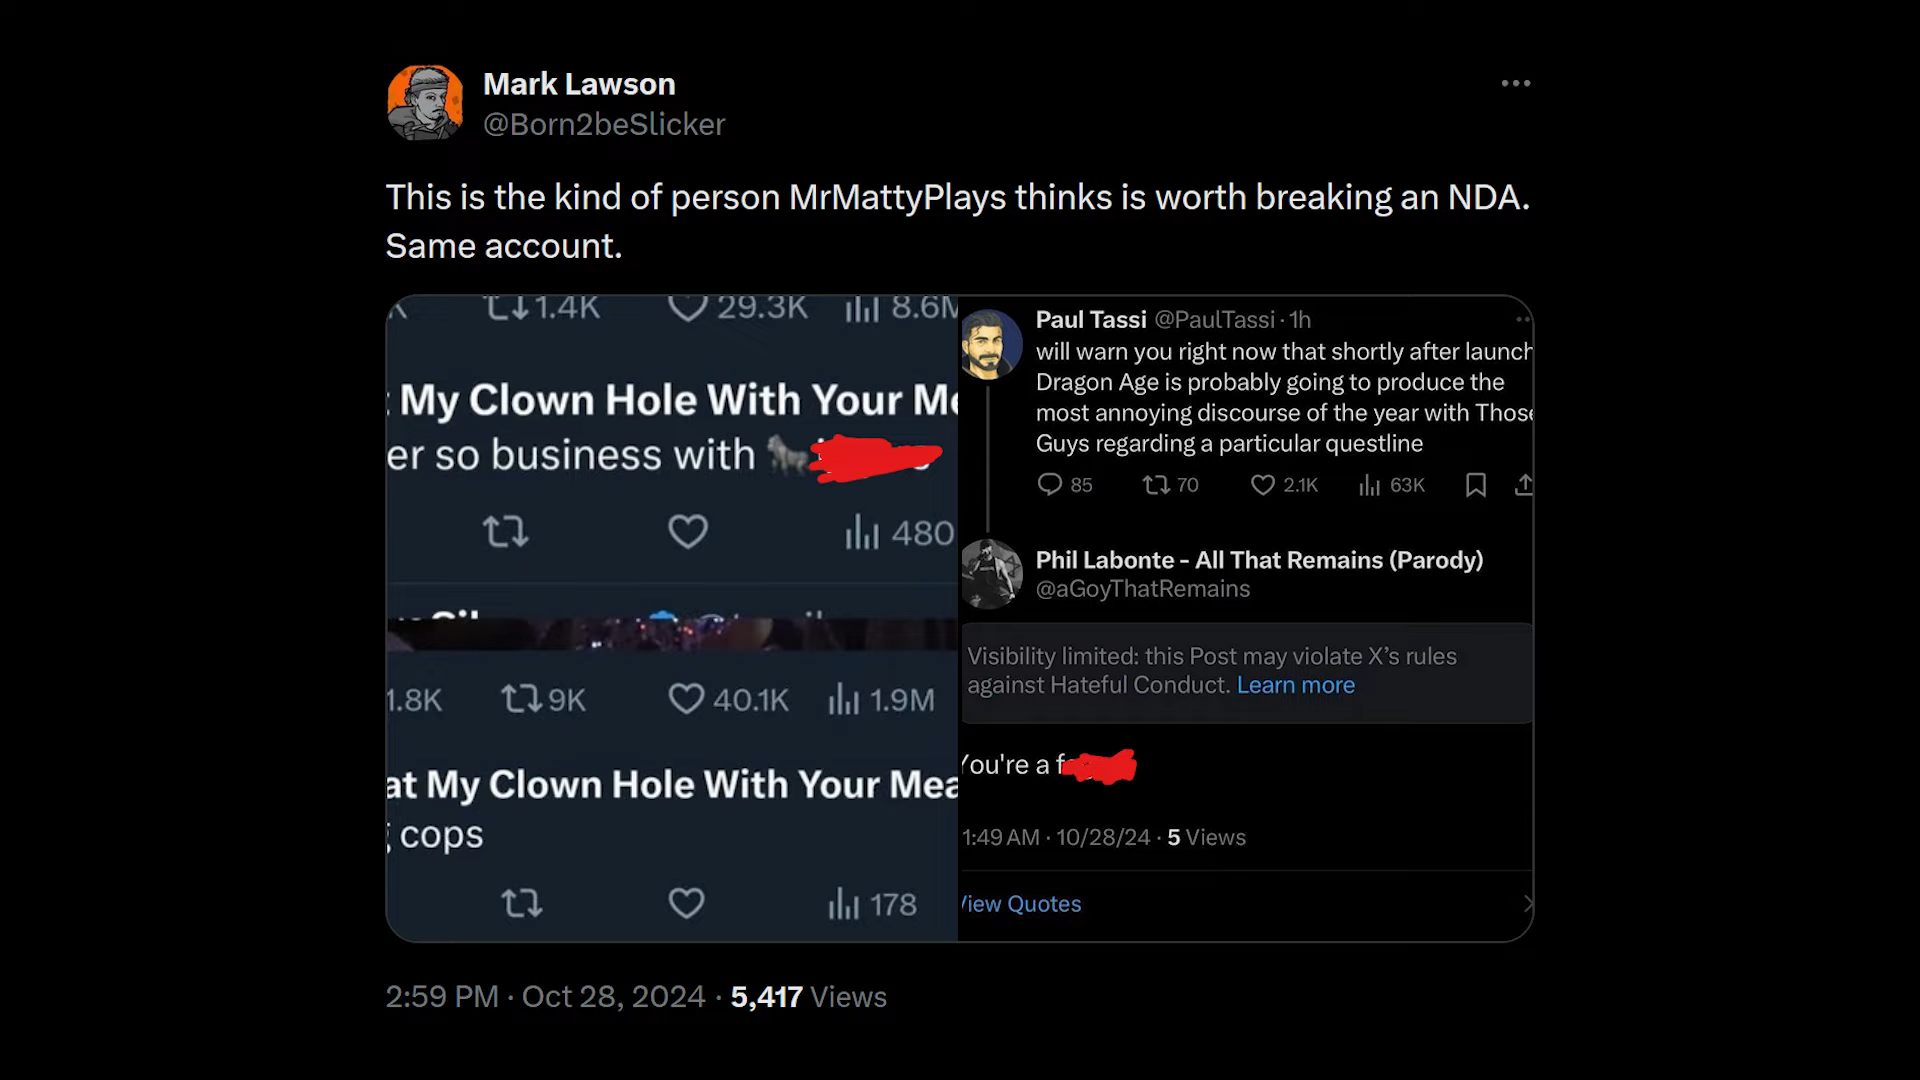 Mark Lawson
@Born2beSlicker
This is the kind of person MrMattyPlays thinks is worth breaking an NDA.
Same account.
1.4K 29.3K 8.6M
My Clown Hole With Your Me
er so business with 🦍
480
1.8K 9K 40.1K 1.9M
at My Clown Hole With Your Mea
cops
178
Paul Tassi @PaulTassi · 1h
will warn you right now that shortly after launch
Dragon Age is probably going to produce the
most annoying discourse of the year with Those
Guys regarding a particular questline
85 70 2.1K 63K
Phil Labonte - All That Remains (Parody)
@aGoyThatRemains
Visibility limited: this Post may violate X's rules
against Hateful Conduct. Learn more
You're a f
1:49 AM · 10/28/24 · 5 Views
View Quotes
2:59 PM · Oct 28, 2024 · 5,417 Views